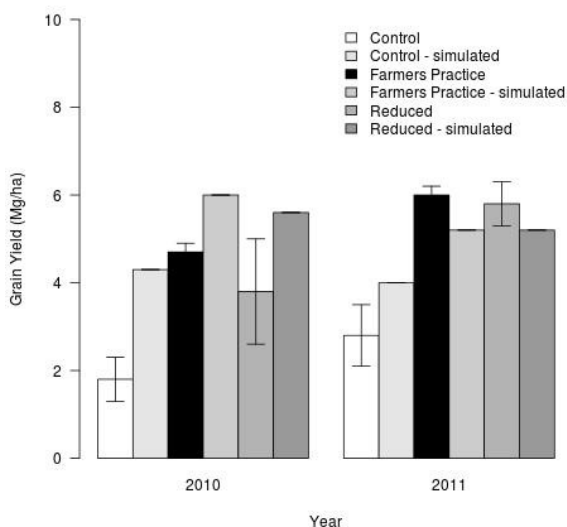 10
8
6
4
2
0
Grain Yield (Mg/ha)
Control
Control - simulated
Farmers Practice
Farmers Practice - simulated
Reduced
Reduced - simulated
2010
2011
Year